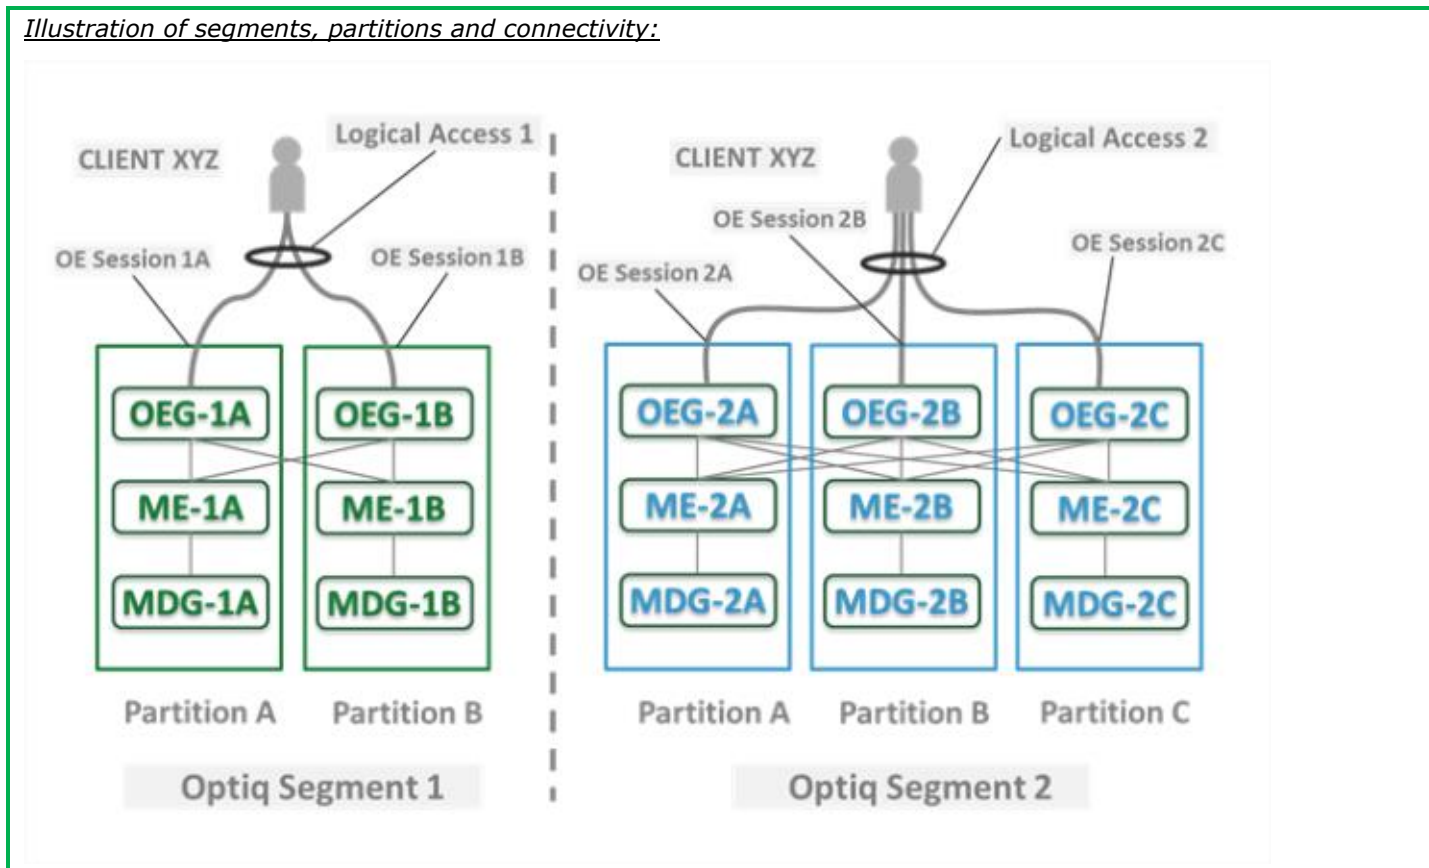 Illustration of segments, partitions and connectivity:
CLIENT XYZ
Logical Access 1
OE Session 1A
OE Session 1B
OEG-1A
OEG-1B
ME-1A
ME-1B
MDG-1A
MDG-1B
Partition A
Partition B
Optiq Segment 1
CLIENT XYZ
Logical Access 2
OE Session 2B
OE Session 2A
OE Session 2C
OEG-2A
OEG-2B
OEG-2C
ME-2A
ME-2B
ME-2C
MDG-2A
MDG-2B
MDG-2C
Partition A
Partition B
Partition C
Optiq Segment 2